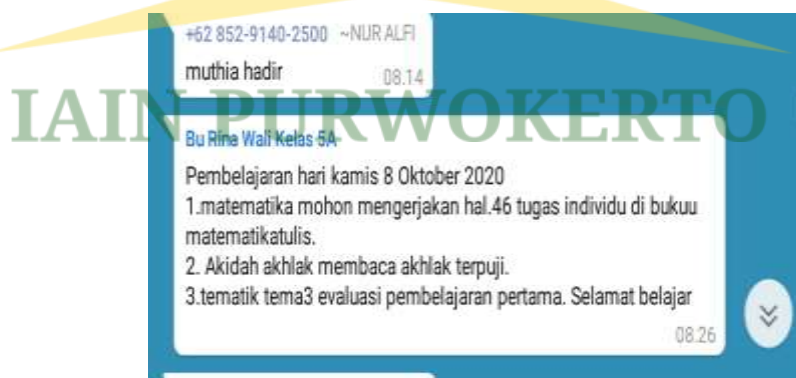 +62 852-9140-2500 ~NUR ALFI
muthia hadir
08.14
IAIN PURWOKERTO
Bu Rina Wali Kelas 5A
Pembelajaran hari kamis 8 Oktober 2020
1.matematika mohon mengerjakan hal.46 tugas individu di bukuu
matematikatulis.
2. Akidah akhlak membaca akhlak terpuji.
3.tematik tema3 evaluasi pembelajaran pertama. Selamat belajar
08.26